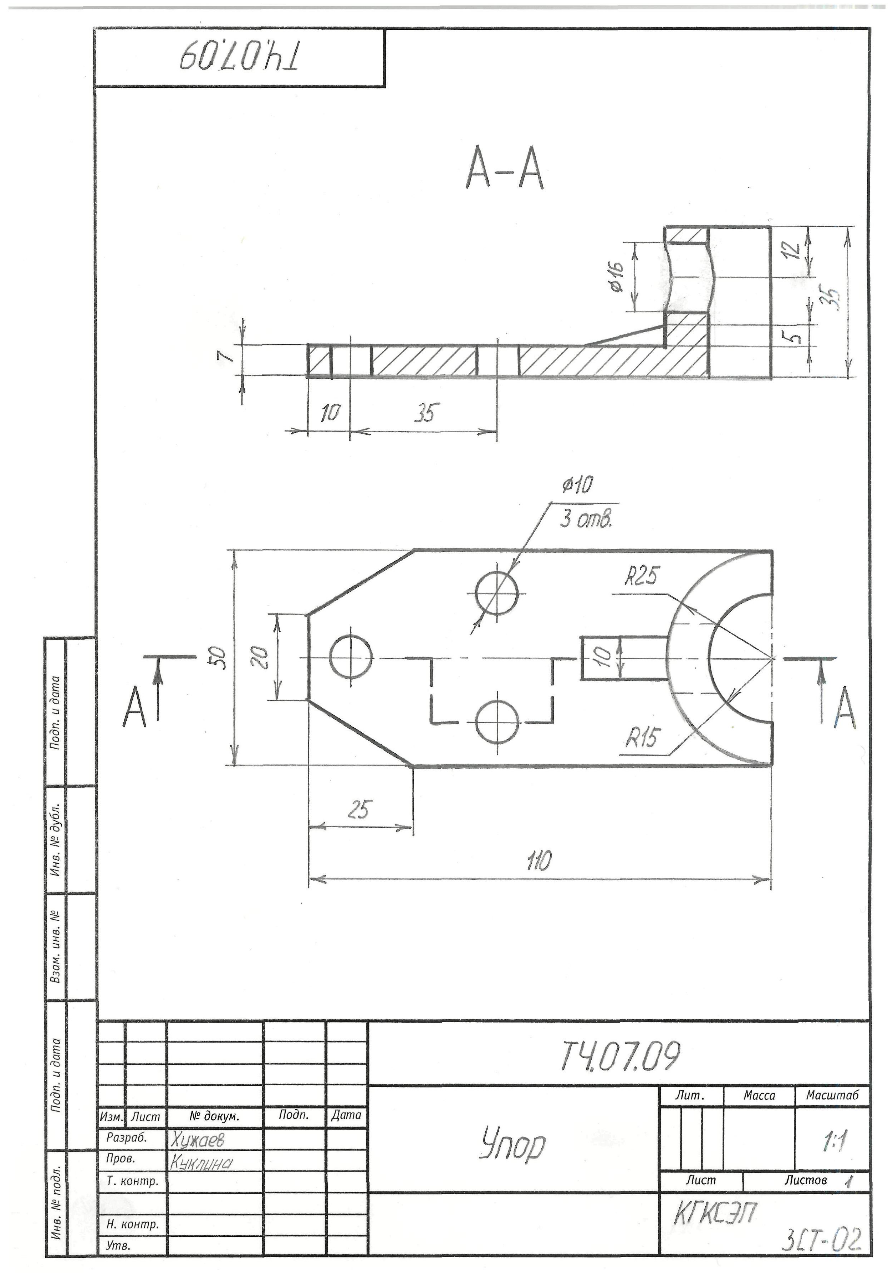 ТЧ.07.09
А-А
Ø16
12
35
5
7
10
35
Ø10
3 отв.
R25
50
20
10
А
А
R15
25
110
Подп. и дата
Инв. № дубл.
Взам. инв. №
Подп. и дата
Инв. № подл.
ТЧ.07.09
Изм. Лист № докум. Подп. Дата
Разраб. Хужаев
Пров. Куклина
Т. контр.
Н. контр.
Утв.
Упор
Лит. Масса Масштаб
1:1
Лист Листов 1
КГКСЭП
3СТ-02